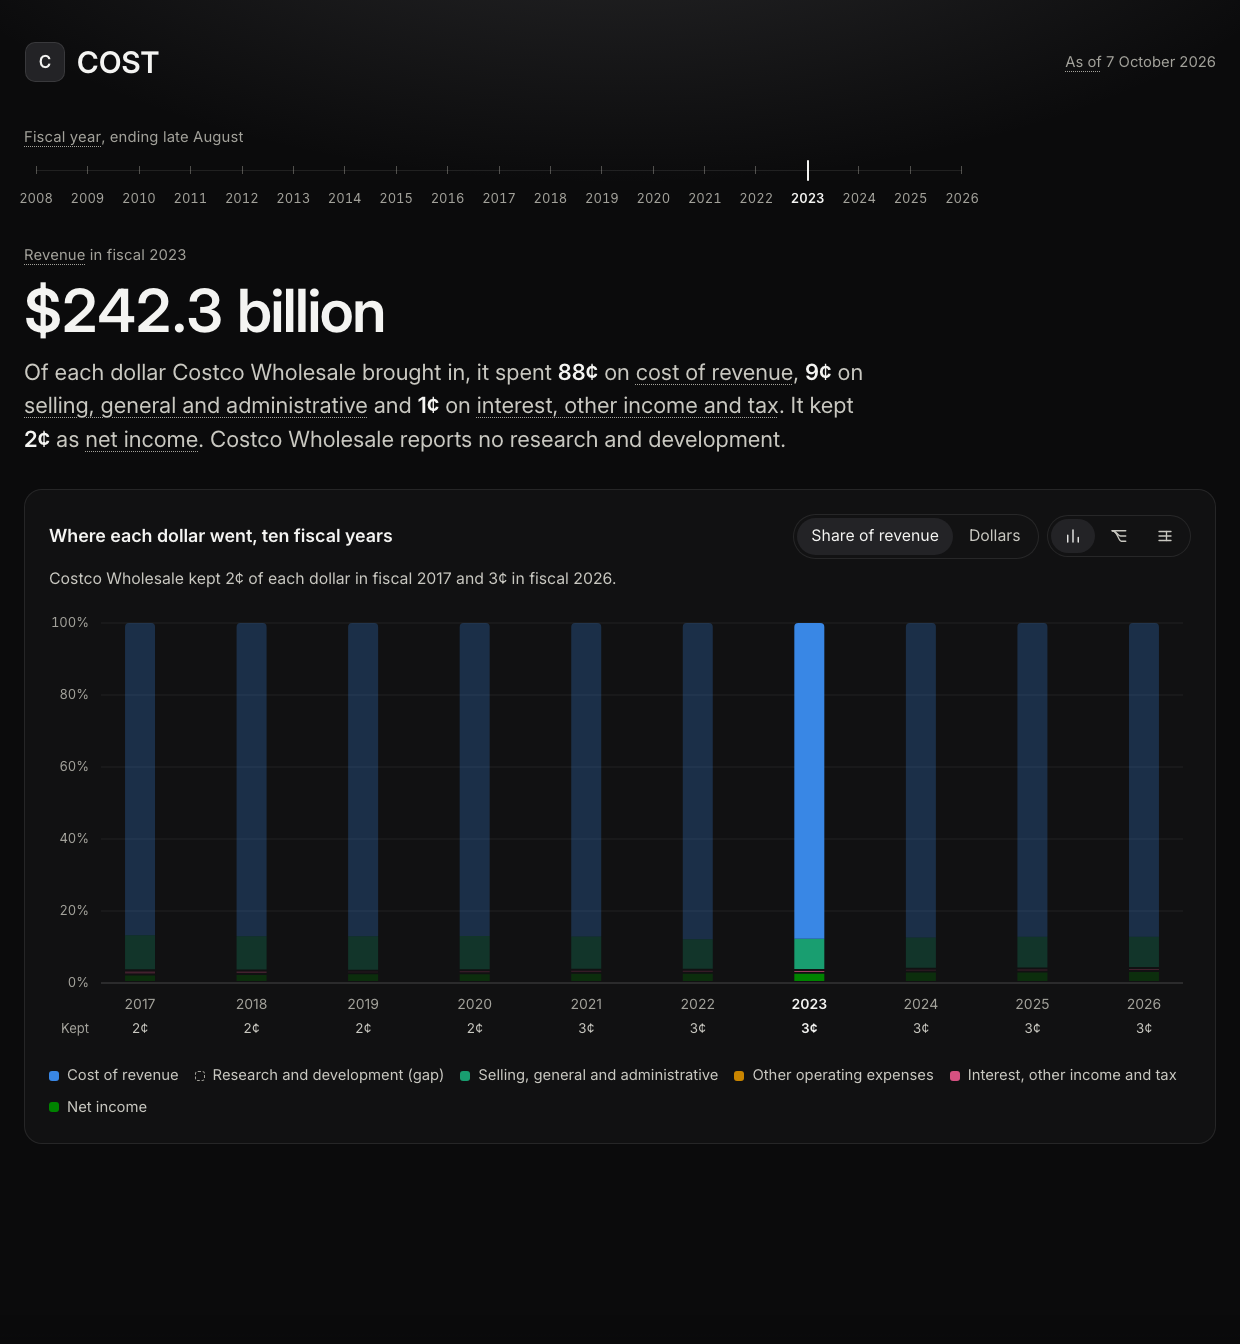 C COST
As of 7 October 2026
Fiscal year, ending late August
2008 2009 2010 2011 2012 2013 2014 2015 2016 2017 2018 2019 2020 2021 2022 2023 2024 2025 2026
Revenue in fiscal 2023
$242.3 billion
Of each dollar Costco Wholesale brought in, it spent 88¢ on cost of revenue, 9¢ on
selling, general and administrative and 1¢ on interest, other income and tax. It kept
2¢ as net income. Costco Wholesale reports no research and development.
Where each dollar went, ten fiscal years
Share of revenue Dollars
Costco Wholesale kept 2¢ of each dollar in fiscal 2017 and 3¢ in fiscal 2026.
100%
80%
60%
40%
20%
0%
2017 2018 2019 2020 2021 2022 2023 2024 2025 2026
Kept 2¢ 2¢ 2¢ 2¢ 3¢ 3¢ 3¢ 3¢ 3¢ 3¢
Cost of revenue Research and development (gap) Selling, general and administrative Other operating expenses Interest, other income and tax
Net income